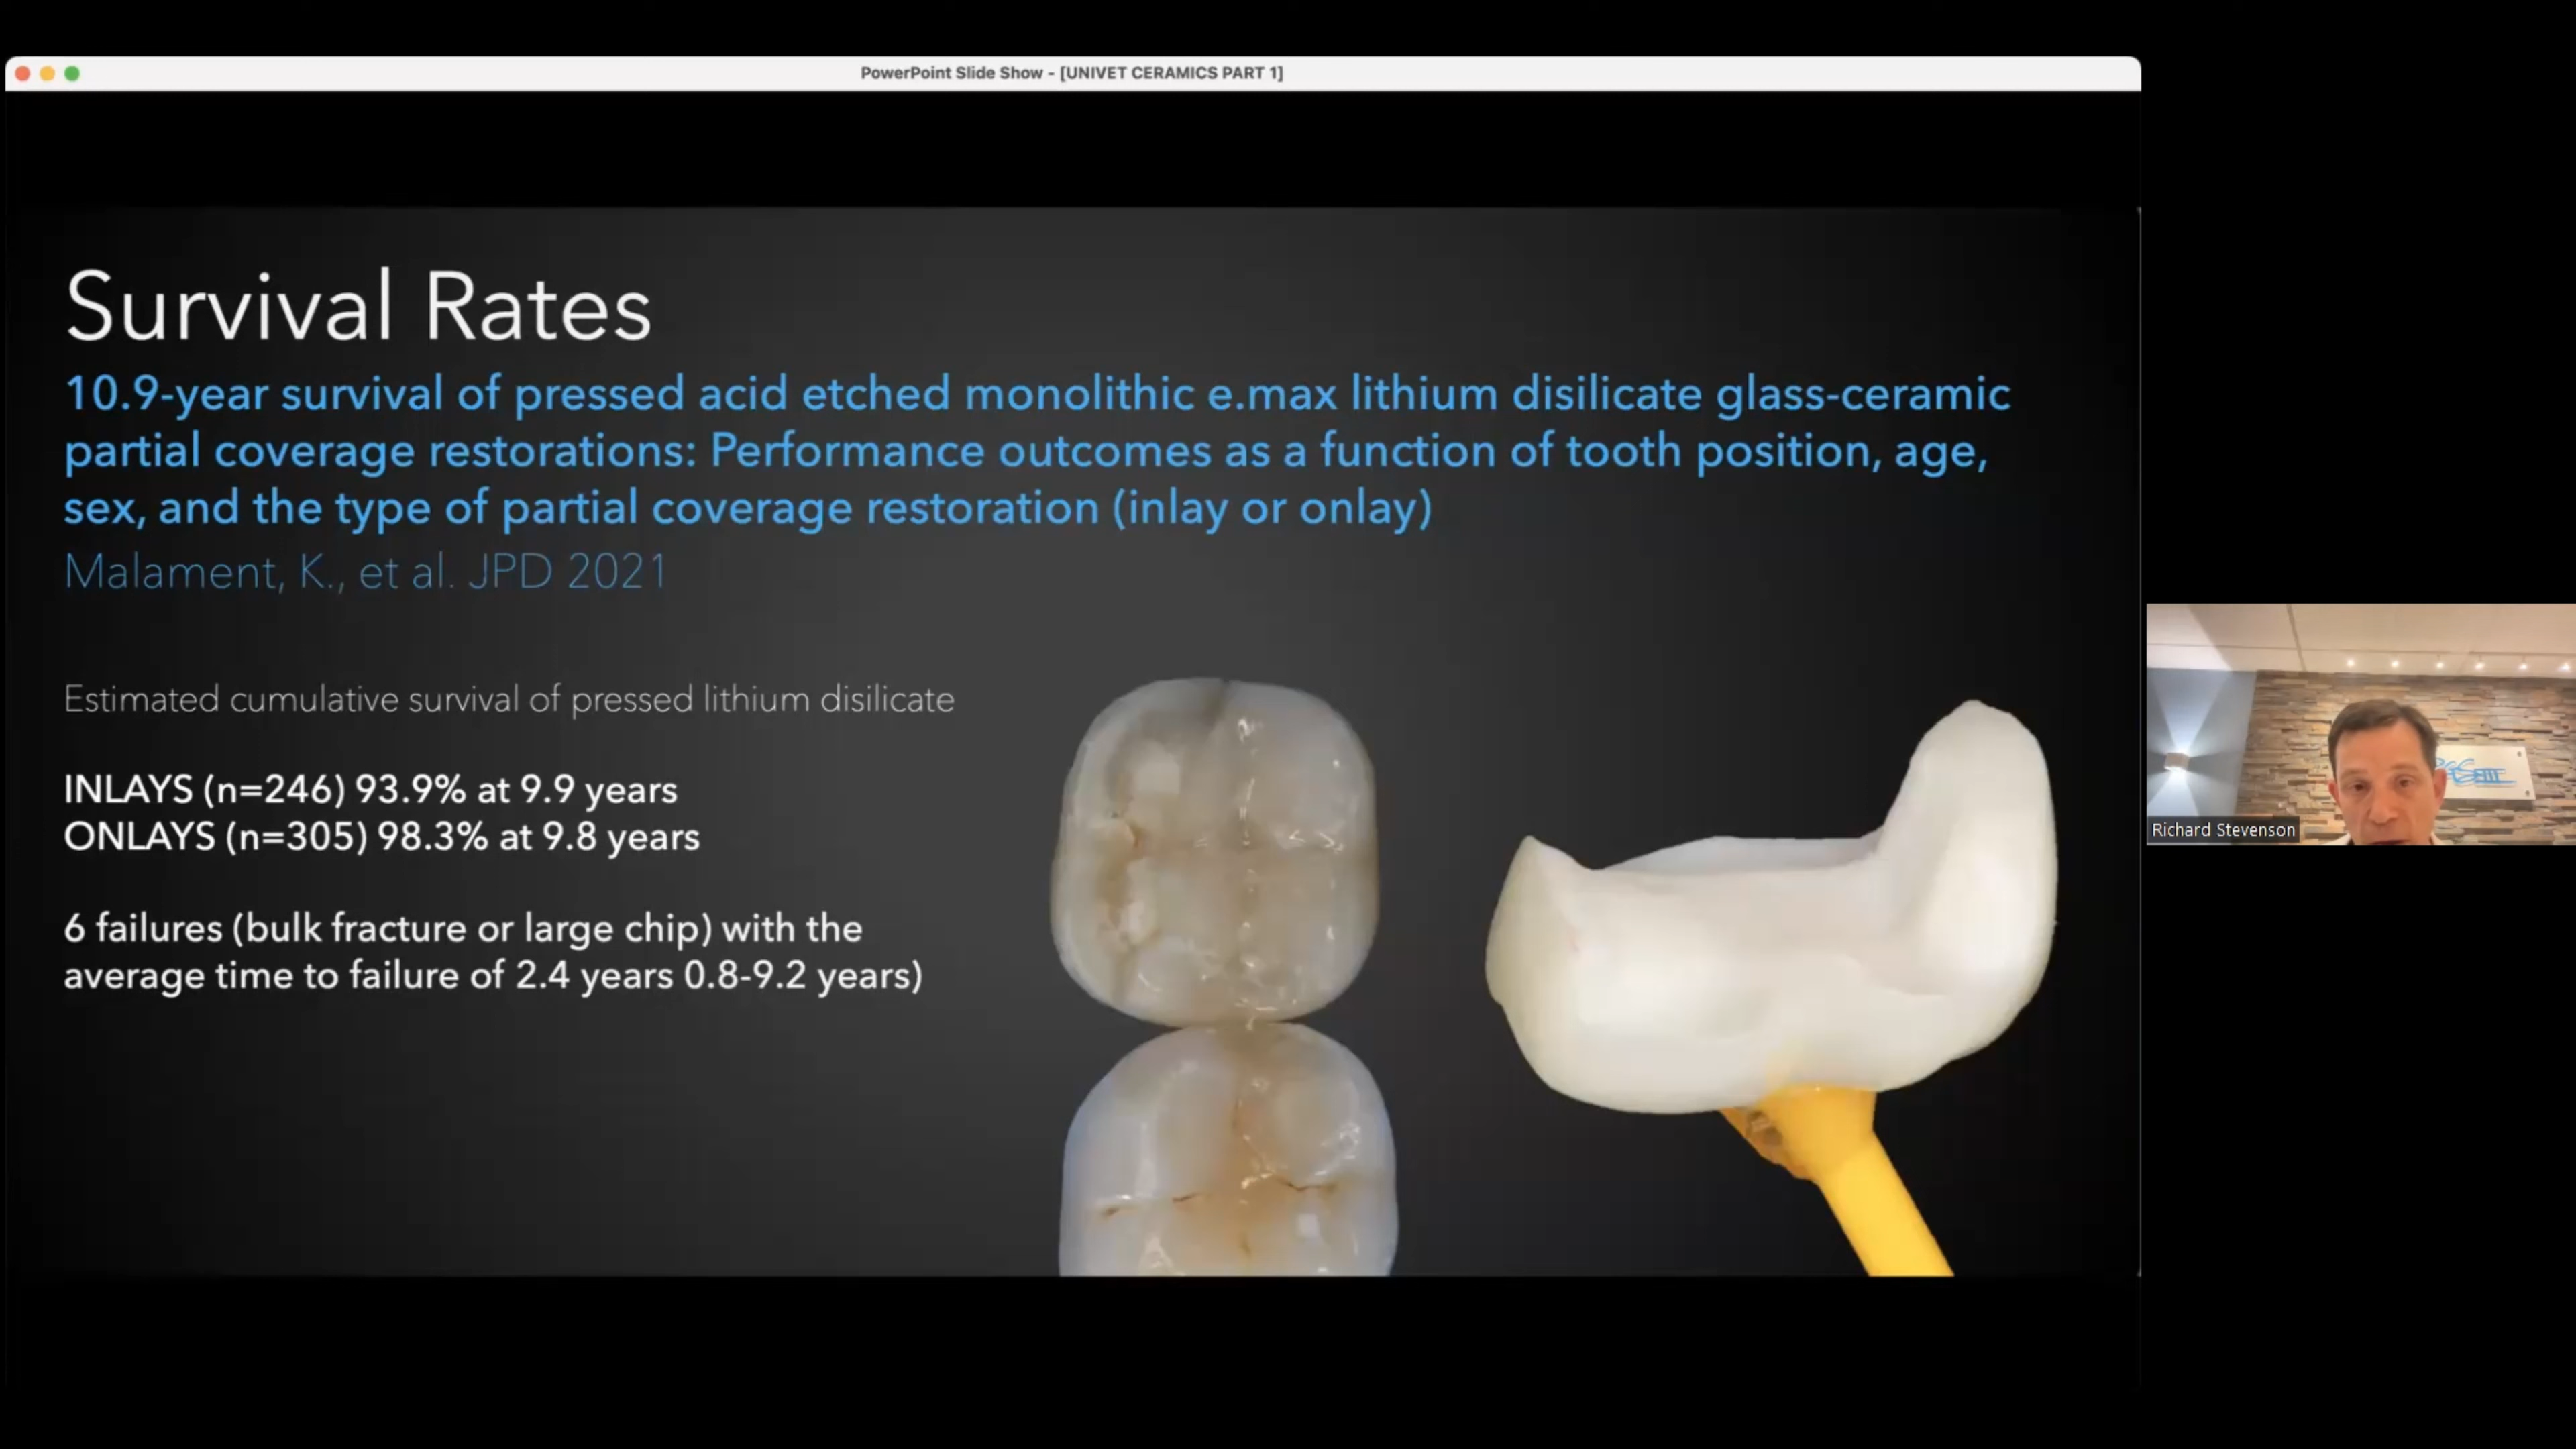 PowerPoint Slide Show - [UNIVET CERAMICS PART 1]
Survival Rates
10.9-year survival of pressed acid etched monolithic e.max lithium disilicate glass-ceramic
partial coverage restorations: Performance outcomes as a function of tooth position, age,
sex, and the type of partial coverage restoration (inlay or onlay)
Malament, K., et al. JPD 2021
Estimated cumulative survival of pressed lithium disilicate
INLAYS (n=246) 93.9% at 9.9 years
ONLAYS (n=305) 98.3% at 9.8 years
6 failures (bulk fracture or large chip) with the
average time to failure of 2.4 years 0.8-9.2 years)
Richard Stevenson